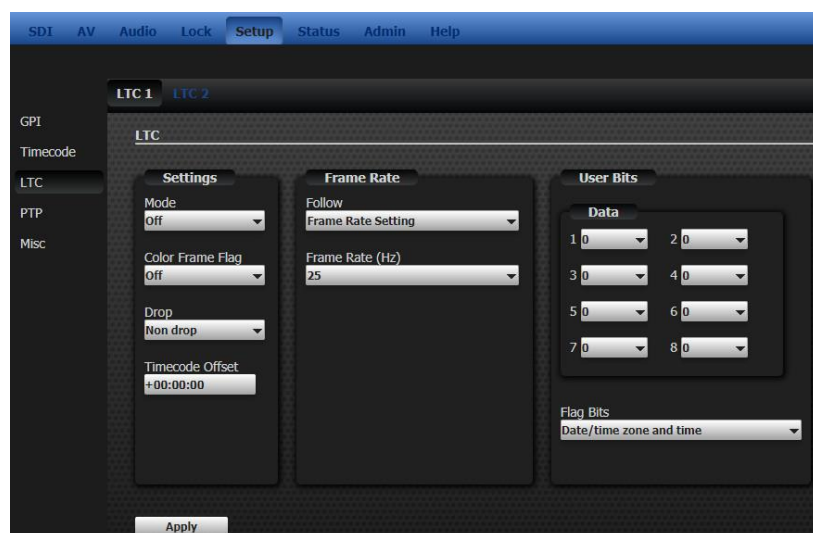 SDI AV Audio Lock Setup Status Admin Help
LTC 1 LTC 2
GPI
Timecode
LTC
PTP
Misc
LTC
Settings
Mode
Off
Color Frame Flag
Off
Drop
Non drop
Timecode Offset
+00:00:00
Frame Rate
Follow
Frame Rate Setting
Frame Rate (Hz)
25
User Bits
Data
1 0 2 0
3 0 4 0
5 0 6 0
7 0 8 0
Flag Bits
Date/time zone and time
Apply